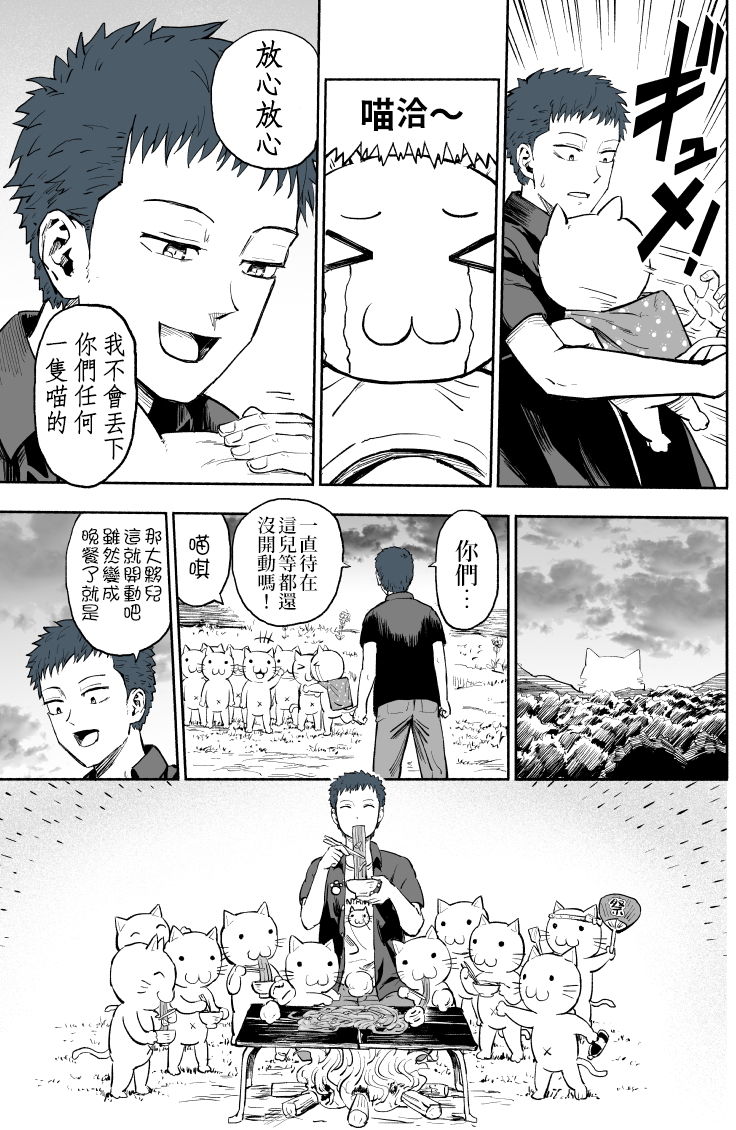 ギュメ!
喵洽～
放心放心
我不會丟下
你們任何
一隻喵的
你們…
一直待在
這兒等都還
沒開動嗎！
喵唭
那大夥兒
這就開動吧
雖然變成
晚餐了就是
祭